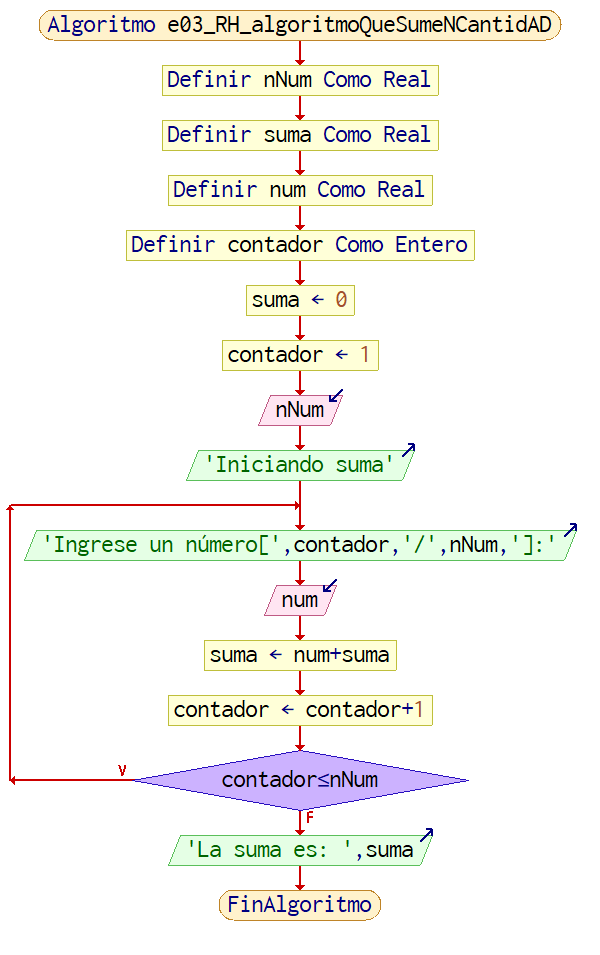 Algoritmo e03_RH_algoritmoQueSumeNCantidAD
Definir nNum Como Real
Definir suma Como Real
Definir num Como Real
Definir contador Como Entero
suma ← 0
contador ← 1
nNum
'Iniciando suma'
'Ingrese un número[',contador,'/',nNum,']:'
num
suma ← num+suma
contador ← contador+1
V
contador≤nNum
F
'La suma es: ',suma
FinAlgoritmo